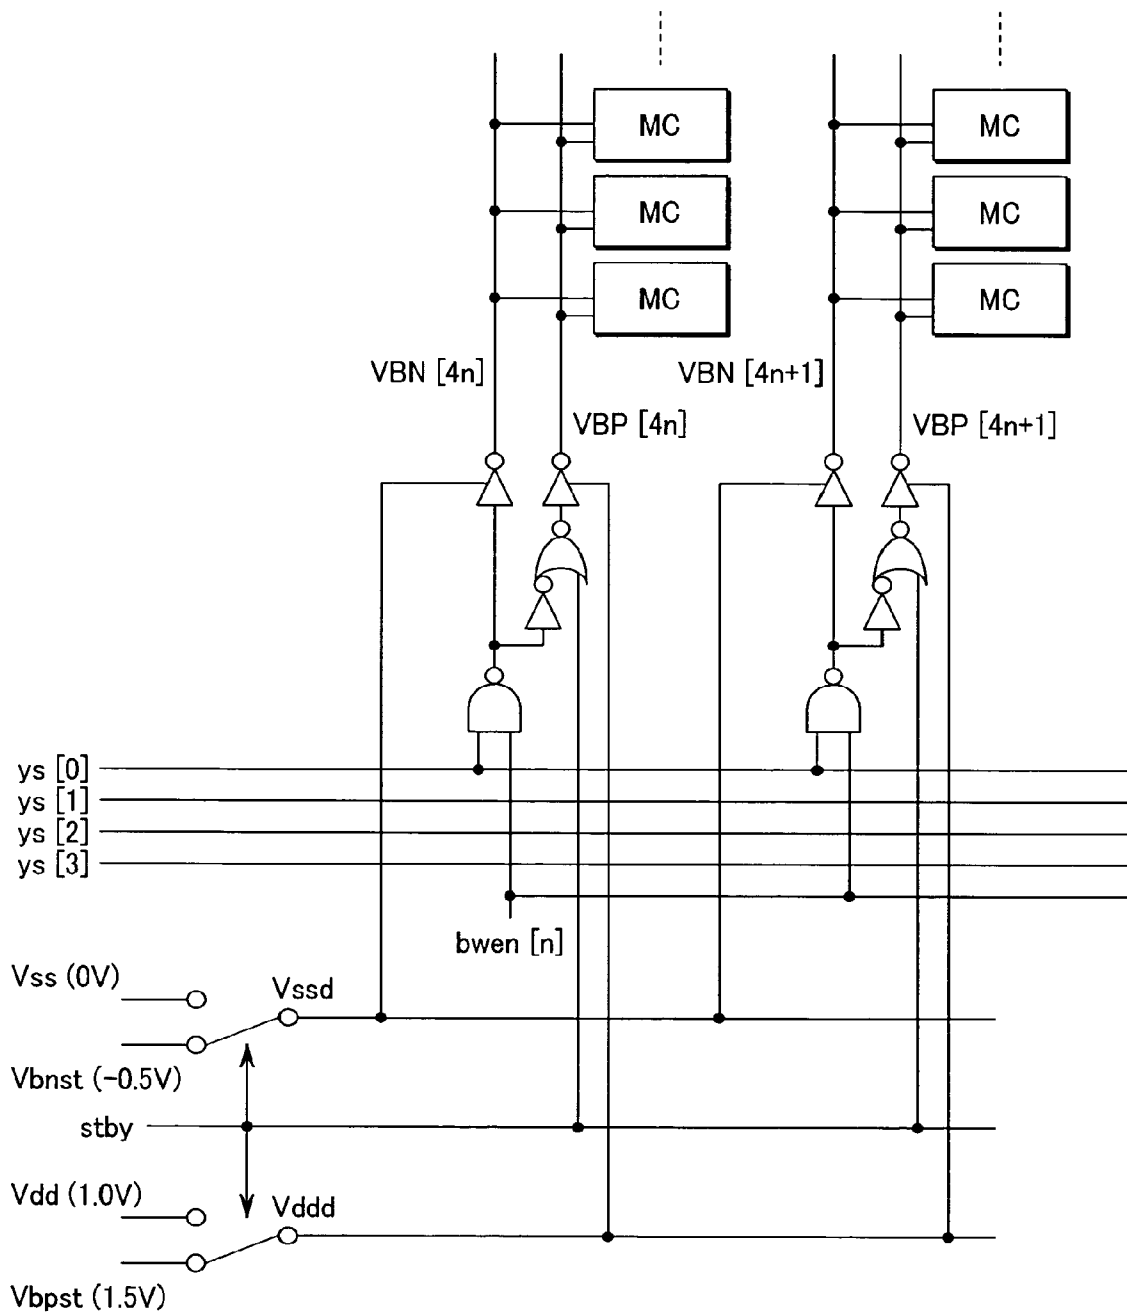 MC MC
MC MC
MC MC
VBN [4n] VBN [4n+1]
VBP [4n] VBP [4n+1]
ys [0]
ys [1]
ys [2]
ys [3]
bwen [n]
Vss (0V)
Vssd
Vbnst (-0.5V)
stby
Vdd (1.0V)
Vddd
Vbpst (1.5V)